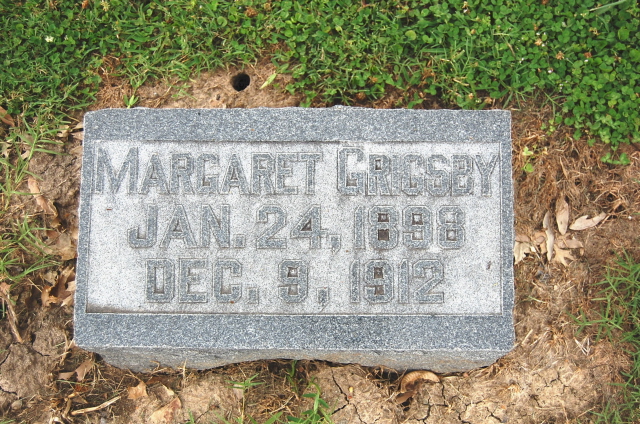 MARGARET GRIGSBY
JAN. 24, 1898
DEC. 9, 1912